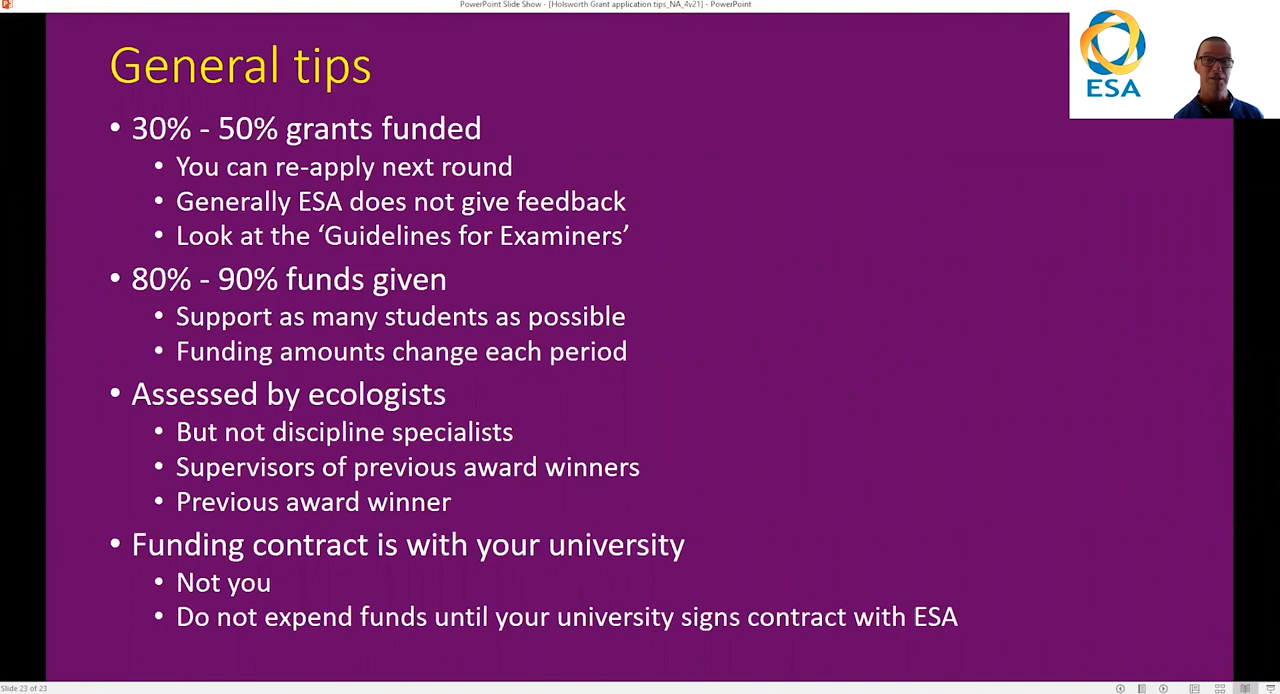 PowerPoint Slide Show - [Holsworth Grant application tips_NA_4v21] - PowerPoint
General tips
• 30% - 50% grants funded
• You can re-apply next round
• Generally ESA does not give feedback
• Look at the ‘Guidelines for Examiners’
• 80% - 90% funds given
• Support as many students as possible
• Funding amounts change each period
• Assessed by ecologists
• But not discipline specialists
• Supervisors of previous award winners
• Previous award winner
• Funding contract is with your university
• Not you
• Do not expend funds until your university signs contract with ESA
ESA
Slide 23 of 23